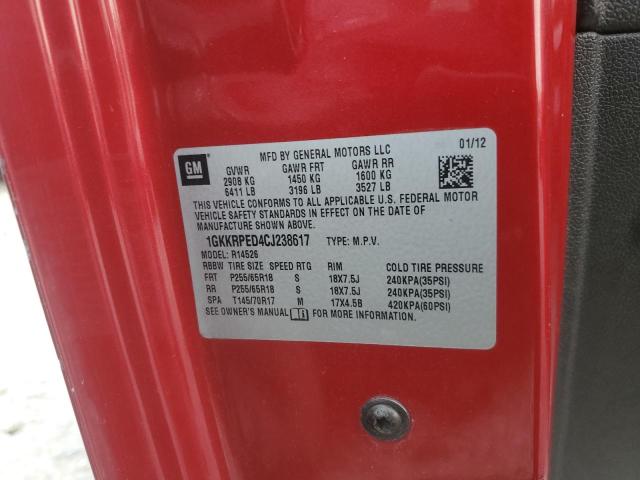 GM
MFD BY GENERAL MOTORS LLC 01/12
GVWR GAWR FRT GAWR RR
2908 KG 1450 KG 1600 KG
6411 LB 3196 LB 3527 LB
THIS VEHICLE CONFORMS TO ALL APPLICABLE U.S. FEDERAL MOTOR
VEHICLE SAFETY STANDARDS IN EFFECT ON THE DATE OF
MANUFACTURE SHOWN ABOVE.
1GKKRPED4CJ238617 TYPE: M.P.V.
MODEL: R14526
RBBW TIRE SIZE SPEED RTG RIM COLD TIRE PRESSURE
FRT P255/65R18 S 18X7.5J 240KPA(35PSI)
RR P255/65R18 S 18X7.5J 240KPA(35PSI)
SPA T145/70R17 M 17X4.5B 420KPA(60PSI)
SEE OWNER'S MANUAL FOR MORE INFORMATION.